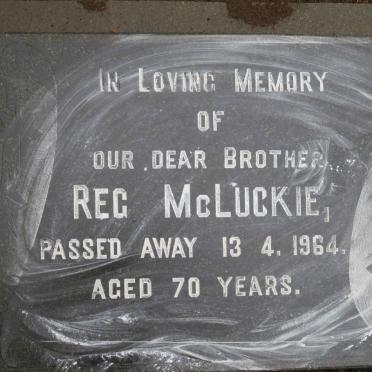 IN LOVING MEMORY
OF
OUR DEAR BROTHER
REG McLUCKIE,
PASSED AWAY 13 4. 1964.
AGED 70 YEARS.